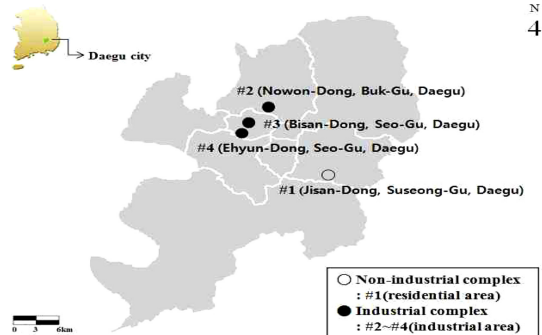 N
4
Daegu city
#2 (Nowon-Dong, Buk-Gu, Daegu)
#3 (Bisan-Dong, Seo-Gu, Daegu)
#4 (Ehyun-Dong, Seo-Gu, Daegu)
#1 (Jisan-Dong, Suseong-Gu, Daegu)
Non-industrial complex
: #1(residential area)
Industrial complex
: #2~#4(industrial area)
0 3 6km